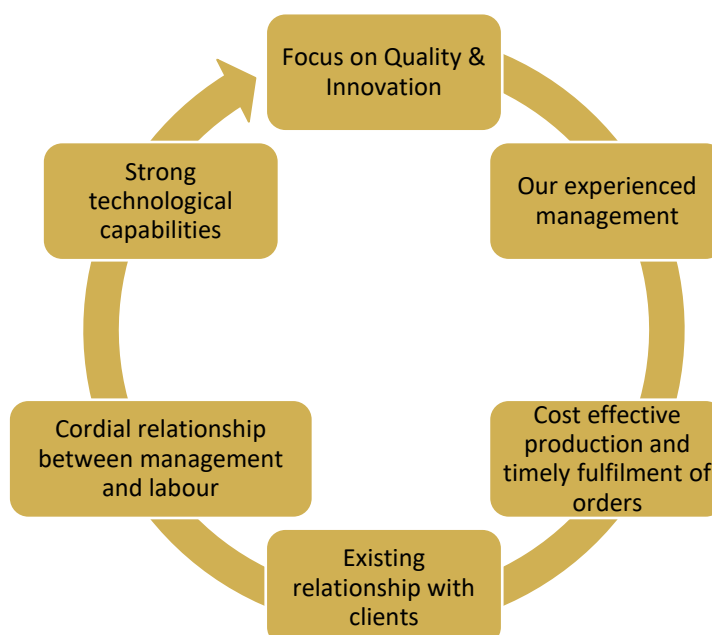 Focus on Quality &
Innovation
Our experienced
management
Cost effective
production and
timely fulfilment of
orders
Existing
relationship with
clients
Cordial relationship
between management
and labour
Strong
technological
capabilities